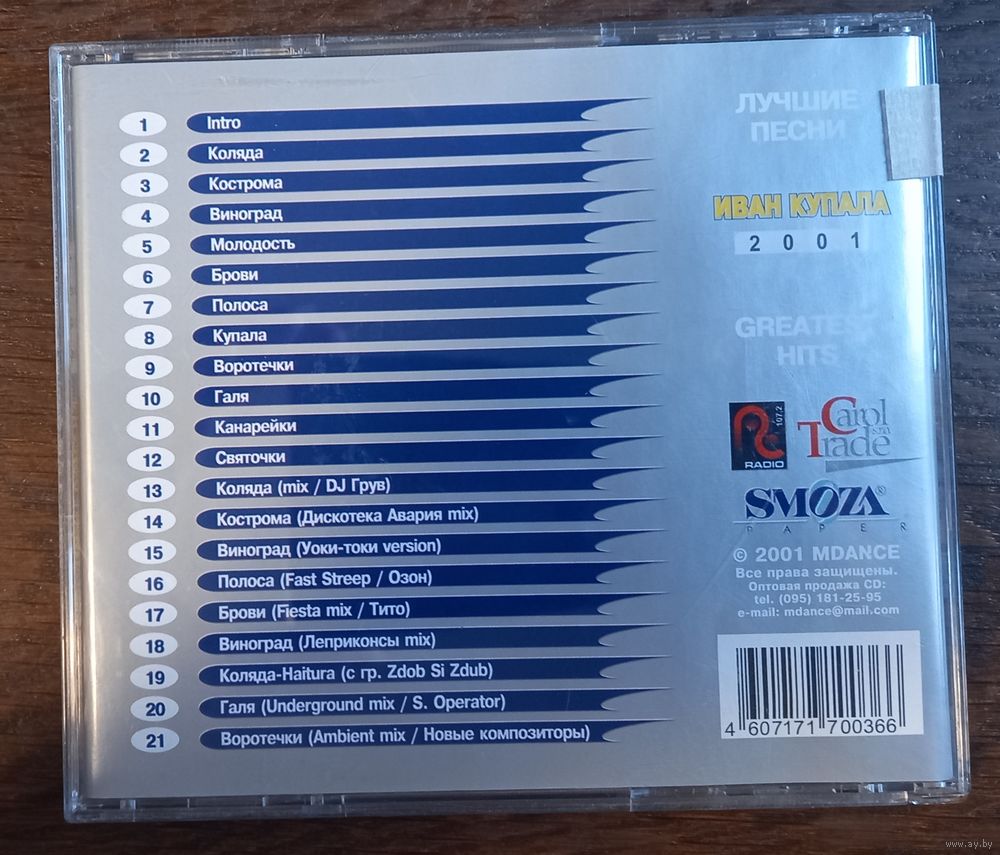 1 Intro
2 Коляда
3 Кострома
4 Виноград
5 Молодость
6 Брови
7 Полоса
8 Купала
9 Воротечки
10 Галя
11 Канарейки
12 Святочки
13 Коляда (mix / DJ Грув)
14 Кострома (Дискотека Авария mix)
15 Виноград (Уоки-токи version)
16 Полоса (Fast Streep / Озон)
17 Брови (Fiesta mix / Тито)
18 Виноград (Леприконсы mix)
19 Коляда-Haitura (с гр. Zdob Si Zdub)
20 Галя (Underground mix / S. Operator)
21 Воротечки (Ambient mix / Новые композиторы)
ЛУЧШИЕ
ПЕСНИ
ИВАН КУПАЛА
2001
GREATEST
HITS
107.2
RADIO
Carol
Trade
SMOZA ®
PAPER
© 2001 MDANCE
Все права защищены.
Оптовая продажа CD:
tel. (095) 181-25-95
e-mail: mdance@mail.com
4 607171 700366
www.ay.by